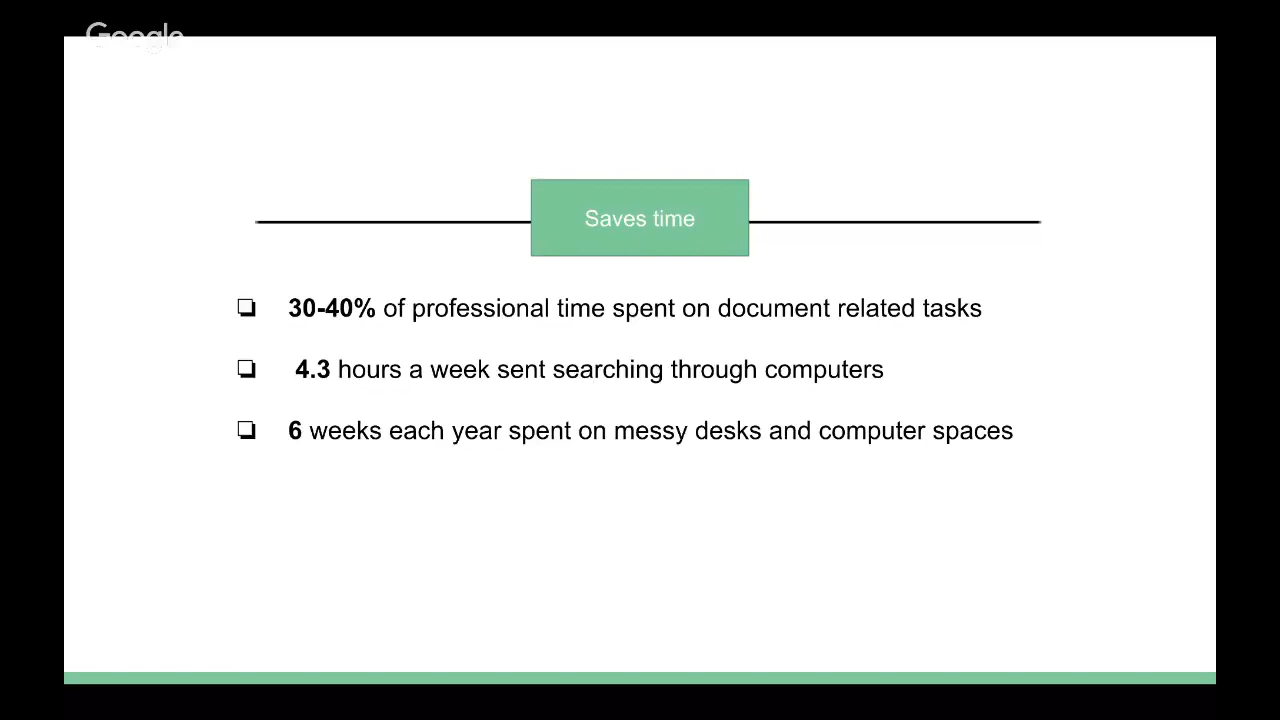 Google
Saves time
❏ 30-40% of professional time spent on document related tasks
❏ 4.3 hours a week sent searching through computers
❏ 6 weeks each year spent on messy desks and computer spaces